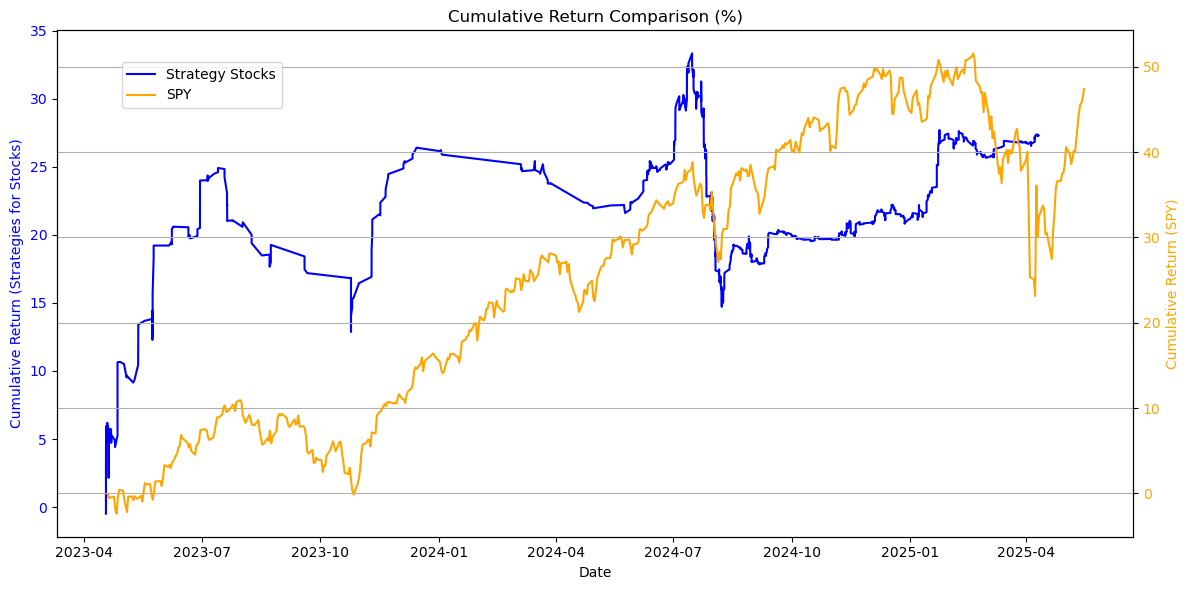 Cumulative Return Comparison (%)
Strategy Stocks
SPY
Cumulative Return (Strategies for Stocks)
35
30
25
20
15
10
5
0
50
40
30
20
10
0
Cumulative Return (SPY)
2023-04 2023-07 2023-10 2024-01 2024-04 2024-07 2024-10 2025-01 2025-04
Date